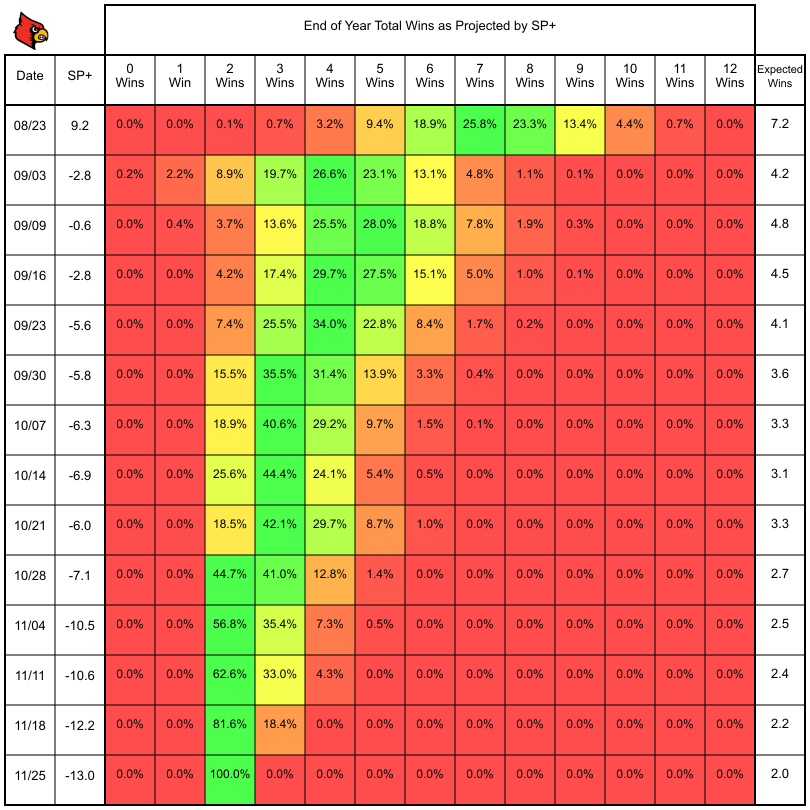 End of Year Total Wins as Projected by SP+
Date SP+ 0 Wins 1 Win 2 Wins 3 Wins 4 Wins 5 Wins 6 Wins 7 Wins 8 Wins 9 Wins 10 Wins 11 Wins 12 Wins Expected Wins
08/23 9.2 0.0% 0.0% 0.1% 0.7% 3.2% 9.4% 18.9% 25.8% 23.3% 13.4% 4.4% 0.7% 0.0% 7.2
09/03 -2.8 0.2% 2.2% 8.9% 19.7% 26.6% 23.1% 13.1% 4.8% 1.1% 0.1% 0.0% 0.0% 0.0% 4.2
09/09 -0.6 0.0% 0.4% 3.7% 13.6% 25.5% 28.0% 18.8% 7.8% 1.9% 0.3% 0.0% 0.0% 0.0% 4.8
09/16 -2.8 0.0% 0.0% 4.2% 17.4% 29.7% 27.5% 15.1% 5.0% 1.0% 0.1% 0.0% 0.0% 0.0% 4.5
09/23 -5.6 0.0% 0.0% 7.4% 25.5% 34.0% 22.8% 8.4% 1.7% 0.2% 0.0% 0.0% 0.0% 0.0% 4.1
09/30 -5.8 0.0% 0.0% 15.5% 35.5% 31.4% 13.9% 3.3% 0.4% 0.0% 0.0% 0.0% 0.0% 0.0% 3.6
10/07 -6.3 0.0% 0.0% 18.9% 40.6% 29.2% 9.7% 1.5% 0.1% 0.0% 0.0% 0.0% 0.0% 0.0% 3.3
10/14 -6.9 0.0% 0.0% 25.6% 44.4% 24.1% 5.4% 0.5% 0.0% 0.0% 0.0% 0.0% 0.0% 0.0% 3.1
10/21 -6.0 0.0% 0.0% 18.5% 42.1% 29.7% 8.7% 1.0% 0.0% 0.0% 0.0% 0.0% 0.0% 0.0% 3.3
10/28 -7.1 0.0% 0.0% 44.7% 41.0% 12.8% 1.4% 0.0% 0.0% 0.0% 0.0% 0.0% 0.0% 0.0% 2.7
11/04 -10.5 0.0% 0.0% 56.8% 35.4% 7.3% 0.5% 0.0% 0.0% 0.0% 0.0% 0.0% 0.0% 0.0% 2.5
11/11 -10.6 0.0% 0.0% 62.6% 33.0% 4.3% 0.0% 0.0% 0.0% 0.0% 0.0% 0.0% 0.0% 0.0% 2.4
11/18 -12.2 0.0% 0.0% 81.6% 18.4% 0.0% 0.0% 0.0% 0.0% 0.0% 0.0% 0.0% 0.0% 0.0% 2.2
11/25 -13.0 0.0% 0.0% 100.0% 0.0% 0.0% 0.0% 0.0% 0.0% 0.0% 0.0% 0.0% 0.0% 0.0% 2.0